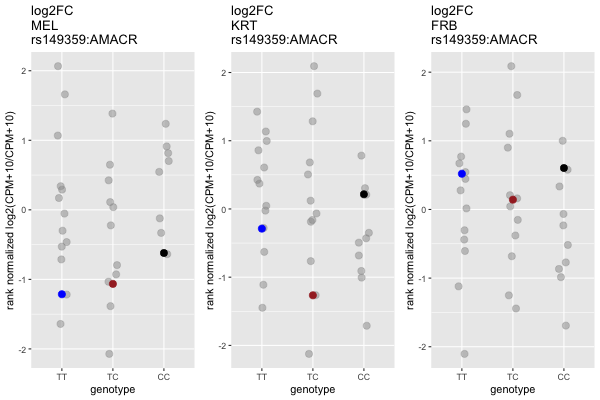 log2FC
MEL
rs149359:AMACR
rank normalized log2(CPM+10/CPM+10)
2
1
0
-1
-2
TT
TC
CC
genotype
log2FC
KRT
rs149359:AMACR
rank normalized log2(CPM+10/CPM+10)
2
1
0
-1
-2
TT
TC
CC
genotype
log2FC
FRB
rs149359:AMACR
rank normalized log2(CPM+10/CPM+10)
2
1
0
-1
-2
TT
TC
CC
genotype